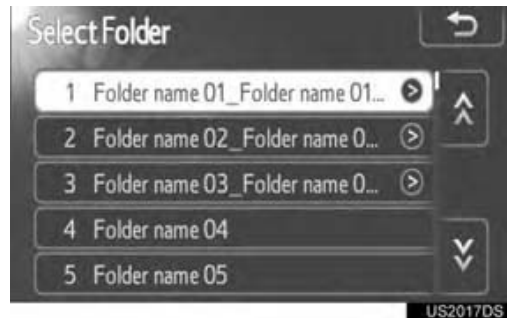 Select Folder
1 Folder name 01_Folder name 01...
2 Folder name 02_Folder name 0...
3 Folder name 03_Folder name 0...
4 Folder name 04
5 Folder name 05
US2017DS